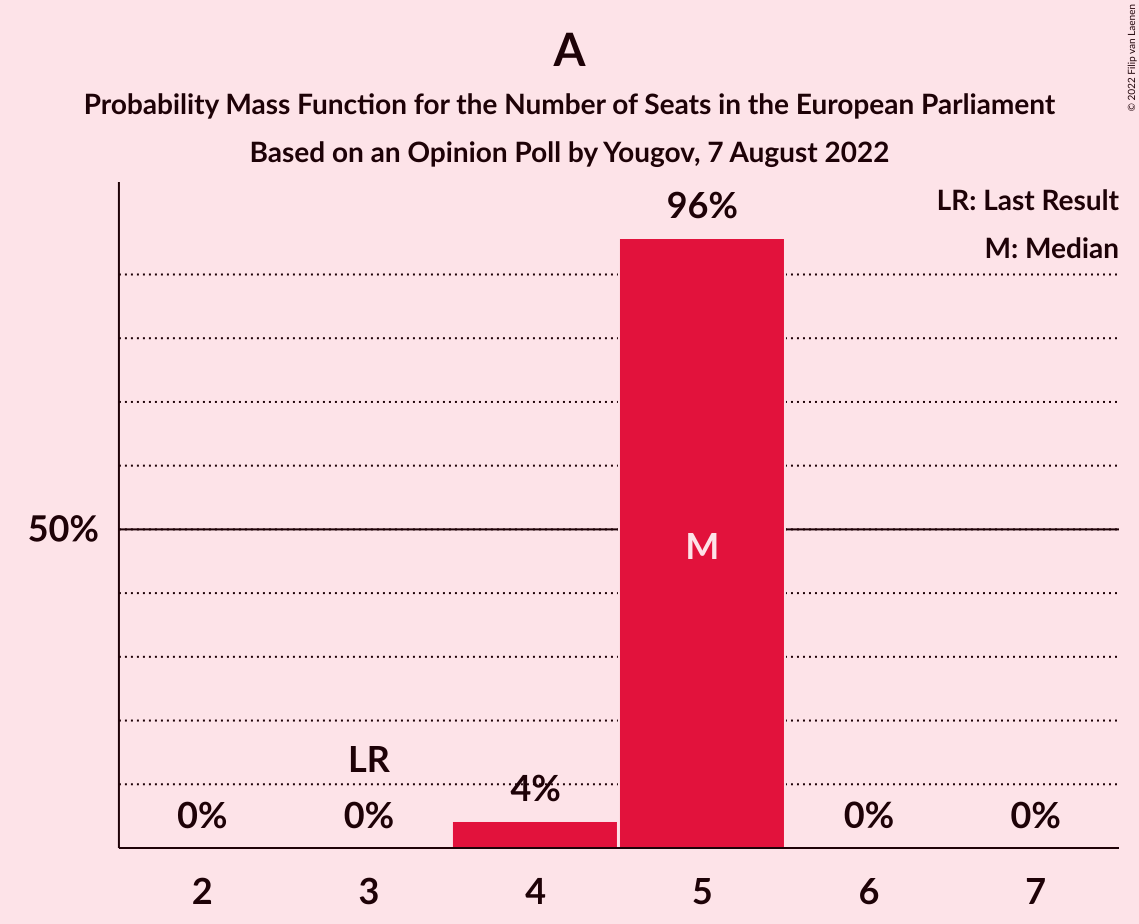 A
Probability Mass Function for the Number of Seats in the European Parliament
Based on an Opinion Poll by Yougov, 7 August 2022
© 2022 Filip van Laenen
LR: Last Result
M: Median
96%
50%
M
LR
4%
0%
0%
0%
0%
2
3
4
5
6
7